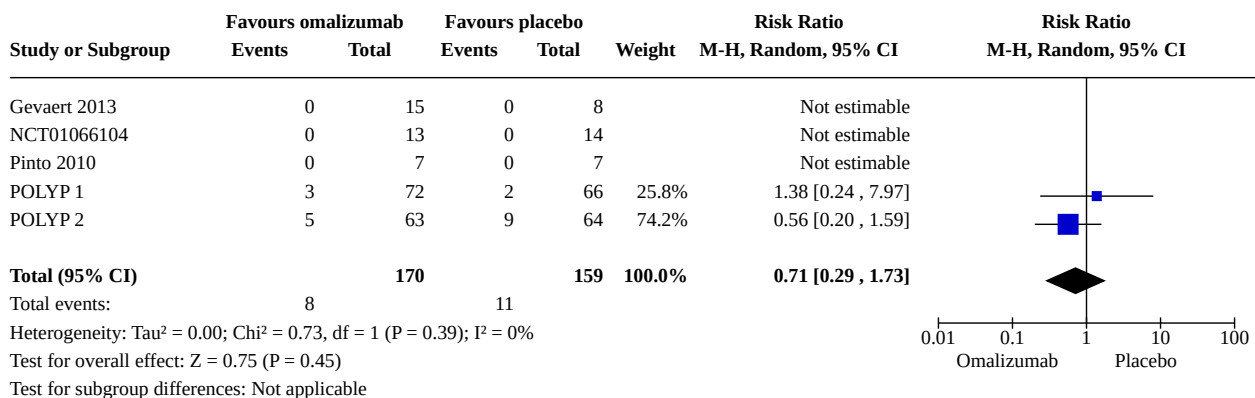 Favours omalizumab Favours placebo Risk Ratio Risk Ratio
Study or Subgroup Events Total Events Total Weight M-H, Random, 95% CI M-H, Random, 95% CI
Gevaert 2013 0 15 0 8 Not estimable
NCT01066104 0 13 0 14 Not estimable
Pinto 2010 0 7 0 7 Not estimable
POLYP 1 3 72 2 66 25.8% 1.38 [0.24 , 7.97]
POLYP 2 5 63 9 64 74.2% 0.56 [0.20 , 1.59]
Total (95% CI) 170 159 100.0% 0.71 [0.29 , 1.73]
Total events: 8 11
Heterogeneity: Tau² = 0.00; Chi² = 0.73, df = 1 (P = 0.39); I² = 0%
0.01 0.1 1 10 100
Test for overall effect: Z = 0.75 (P = 0.45)
Omalizumab Placebo
Test for subgroup differences: Not applicable